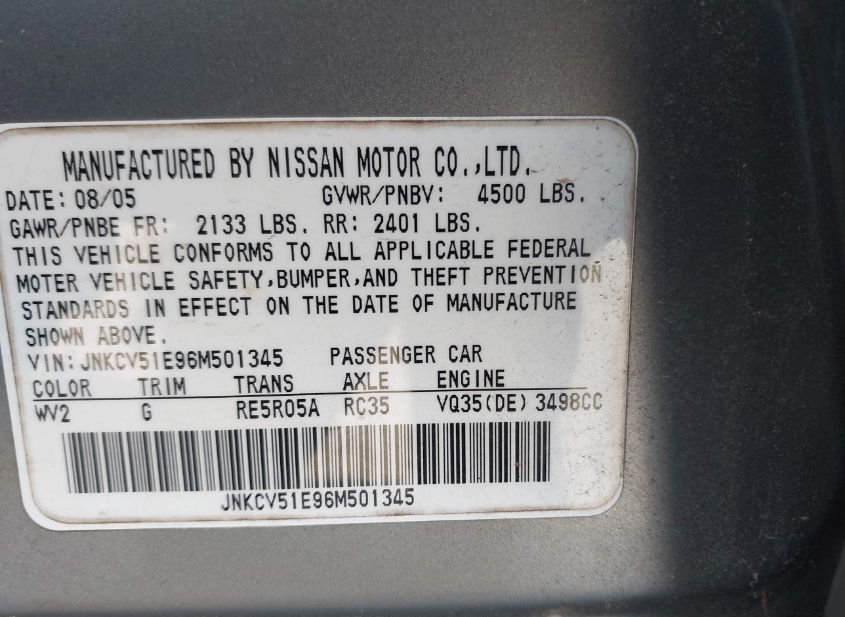 MANUFACTURED BY NISSAN MOTOR CO.,LTD.
DATE: 08/05 GVWR/PNBV: 4500 LBS.
GAWR/PNBE FR: 2133 LBS. RR: 2401 LBS.
THIS VEHICLE CONFORMS TO ALL APPLICABLE FEDERAL
MOTER VEHICLE SAFETY,BUMPER,AND THEFT PREVENTION
STANDARDS IN EFFECT ON THE DATE OF MANUFACTURE
SHOWN ABOVE.
VIN:JNKCV51E96M501345 PASSENGER CAR
COLOR TRIM TRANS AXLE ENGINE
WV2 G RE5R05A RC35 VQ35(DE)3498CC
JNKCV51E96M501345